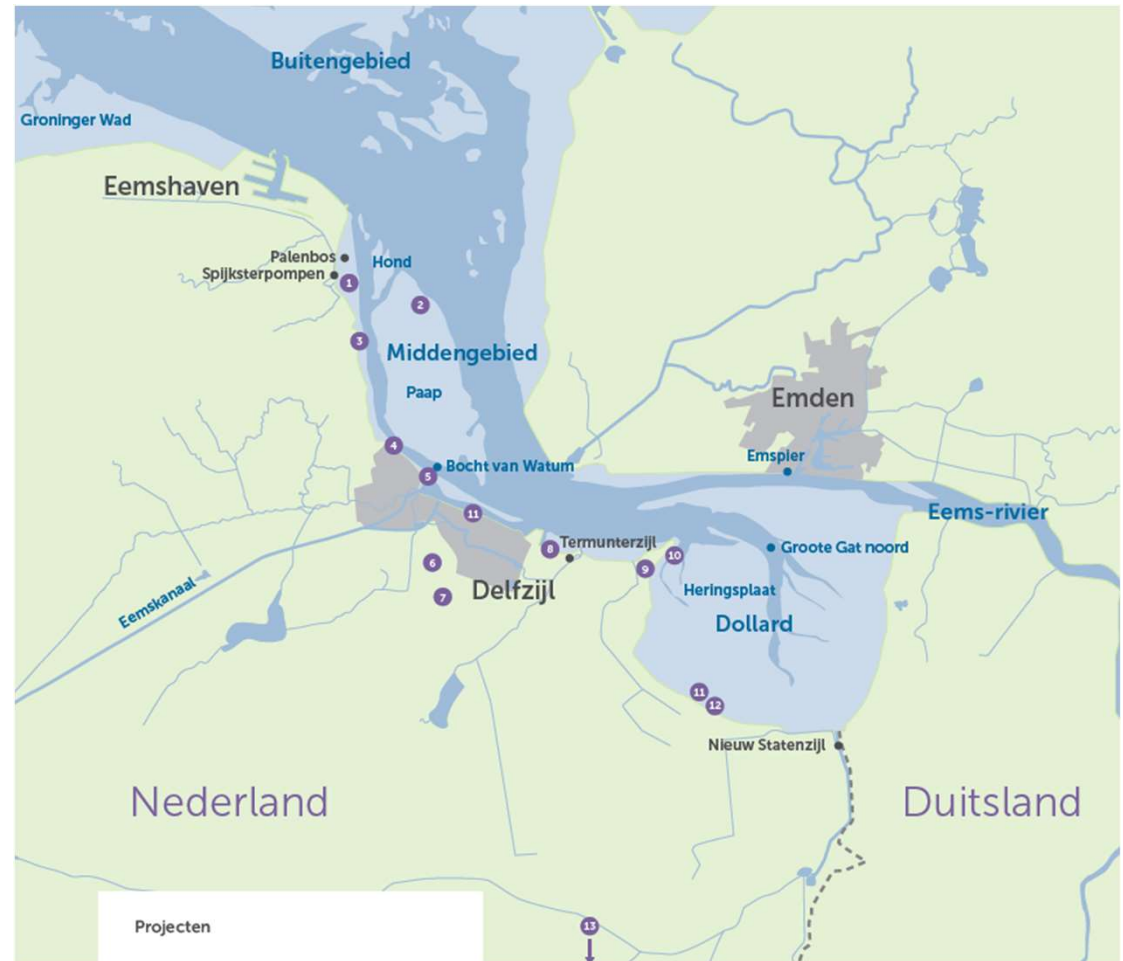 Buitengebied
Groninger Wad
Eemshaven
Palenbos
Hond
Spijksterpompen
1
2
3
Middengebied
Paap
Emden
4
Emspier
Bocht van Watum
5
Eems-rivier
11
Termunterzijl
8
Groote Gat noord
10
6
9
Eemskanaal
Delfzijl
Heringsplaat
7
Dollard
11
12
Nieuw Statenzijl
Nederland
Duitsland
Projecten
13